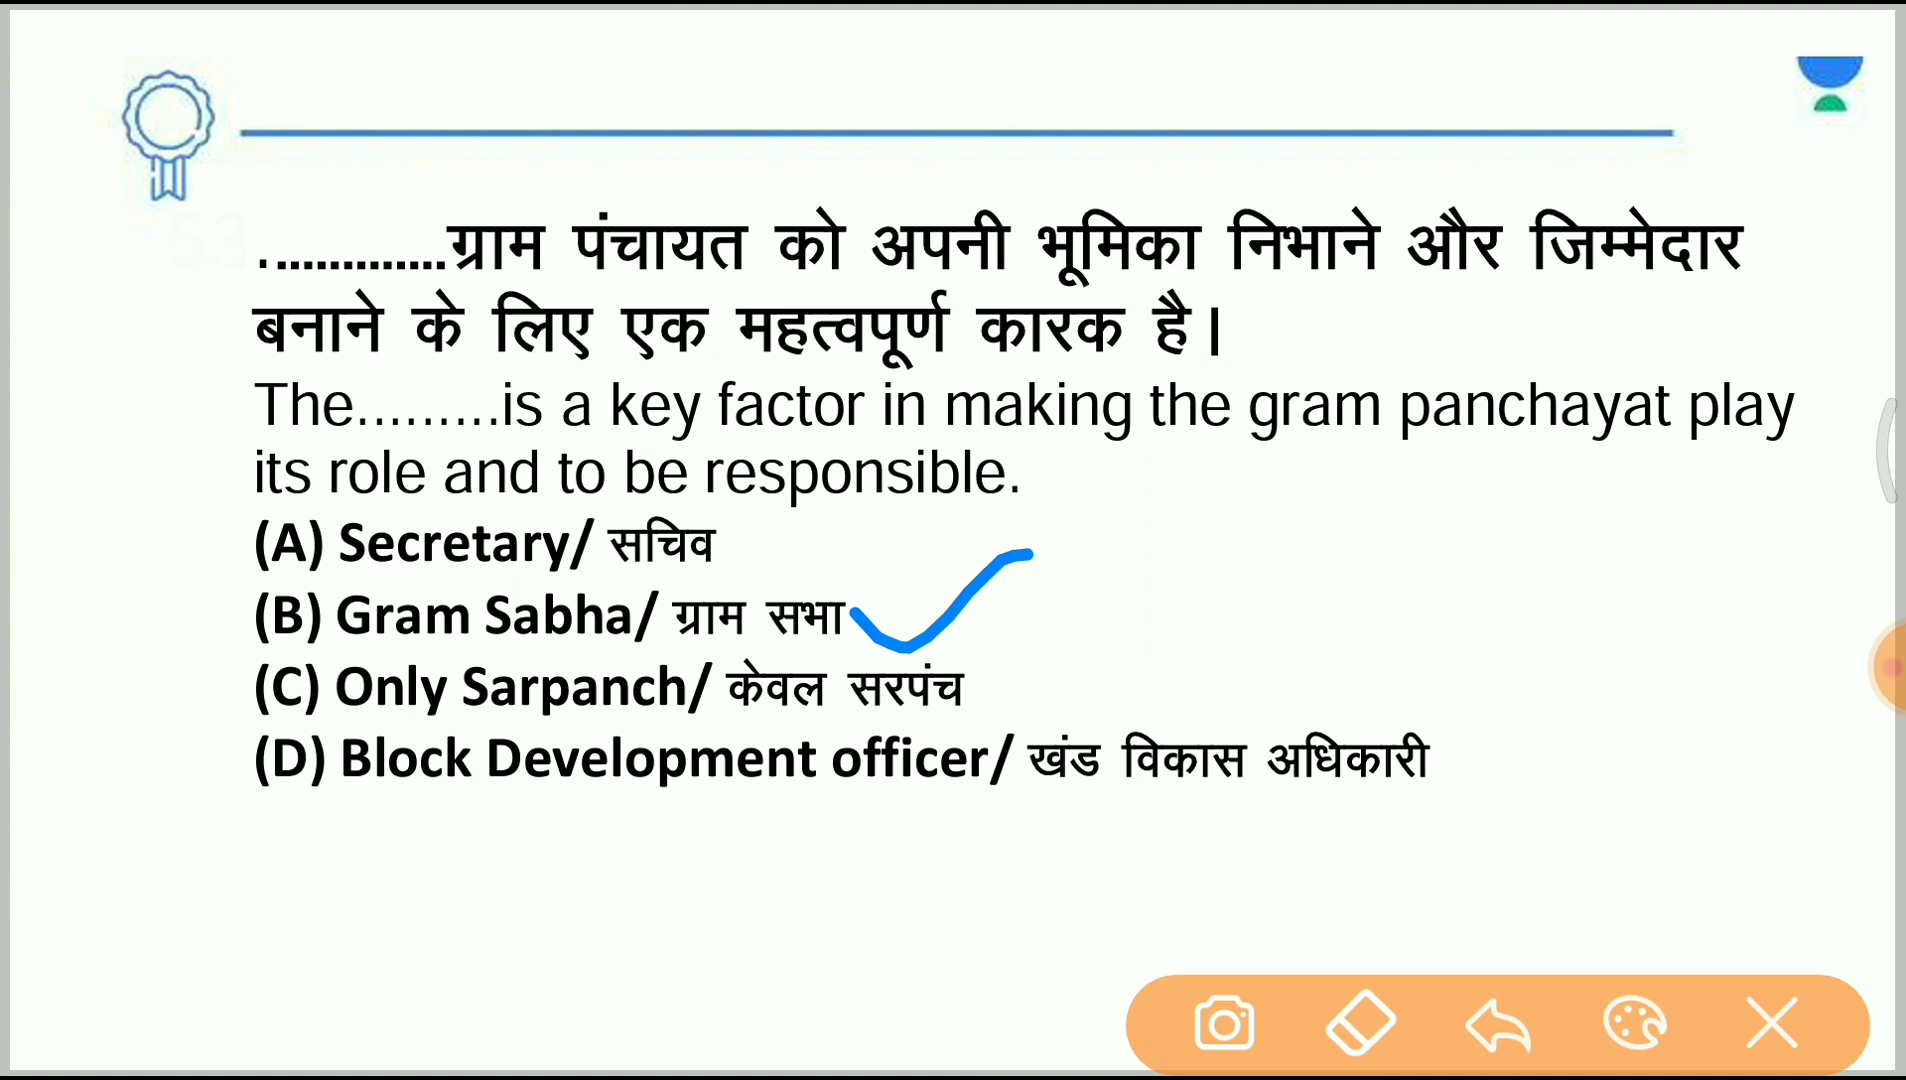 .............ग्राम पंचायत को अपनी भूमिका निभाने और जिम्मेदार
बनाने के लिए एक महत्वपूर्ण कारक है।
The.........is a key factor in making the gram panchayat play
its role and to be responsible.
(A) Secretary/ सचिव
(B) Gram Sabha/ ग्राम सभा
(C) Only Sarpanch/ केवल सरपंच
(D) Block Development officer/ खंड विकास अधिकारी